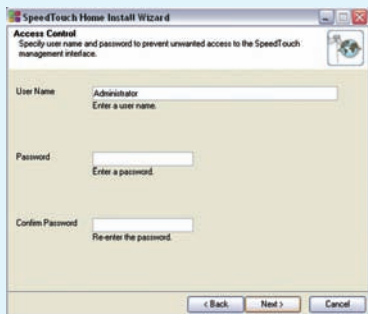 SpeedTouch Home Install Wizard
Access Control
Specify user name and password to prevent unwanted access to the SpeedTouch
management interface.
User Name
Administrator
Enter a user name.
Password
Enter a password.
Confirm Password
Re-enter the password.
< Back
Next >
Cancel